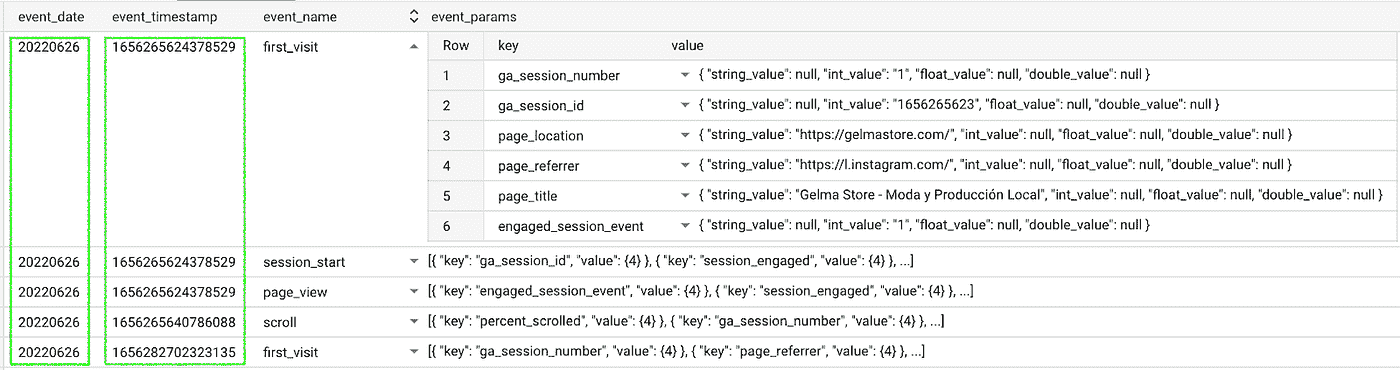 event_date event_timestamp event_name event_params
20220626 1656265624378529 first_visit Row key value
1 ga_session_number { "string_value": null, "int_value": "1", "float_value": null, "double_value": null }
2 ga_session_id { "string_value": null, "int_value": "1656265623", "float_value": null, "double_value": null }
3 page_location { "string_value": "https://gelmastore.com/", "int_value": null, "float_value": null, "double_value": null }
4 page_referrer { "string_value": "https://l.instagram.com/", "int_value": null, "float_value": null, "double_value": null }
5 page_title { "string_value": "Gelma Store - Moda y Producción Local", "int_value": null, "float_value": null, "double_value": null }
6 engaged_session_event { "string_value": null, "int_value": "1", "float_value": null, "double_value": null }
20220626 1656265624378529 session_start [{ "key": "ga_session_id", "value": {4} }, { "key": "session_engaged", "value": {4} }, ...]
20220626 1656265624378529 page_view [{ "key": "engaged_session_event", "value": {4} }, { "key": "session_engaged", "value": {4} }, ...]
20220626 1656265640786088 scroll [{ "key": "percent_scrolled", "value": {4} }, { "key": "ga_session_number", "value": {4} }, ...]
20220626 1656282702323135 first_visit [{ "key": "ga_session_number", "value": {4} }, { "key": "page_referrer", "value": {4} }, ...]